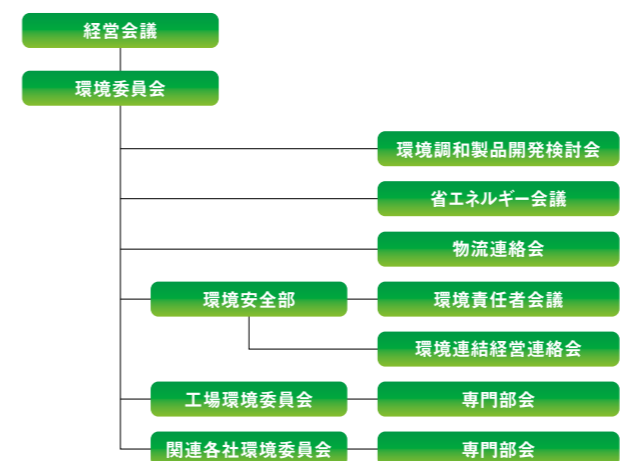 経営会議
環境委員会
環境調和製品開発検討会
省エネルギー会議
物流連絡会
環境安全部
環境責任者会議
環境連結経営連絡会
工場環境委員会
専門部会
関連各社環境委員会
専門部会